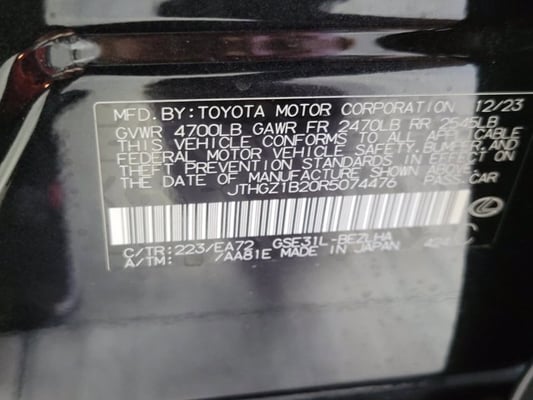 MFD. BY: TOYOTA MOTOR CORPORATION 12/23
GVWR 4700LB GAWR FR 2470LB RR 2545LB
THIS VEHICLE CONFORMS TO ALL APPLICABLE
FEDERAL MOTOR VEHICLE SAFETY, BUMPER, AND
THEFT PREVENTION STANDARDS IN EFFECT ON
THE DATE OF MANUFACTURE SHOWN ABOVE.
JTHGZ1B20R5074476 PASS. CAR
C/TR: 223/EA72 GSE31L-BEZLHA
A/TM: 7AA81E MADE IN JAPAN